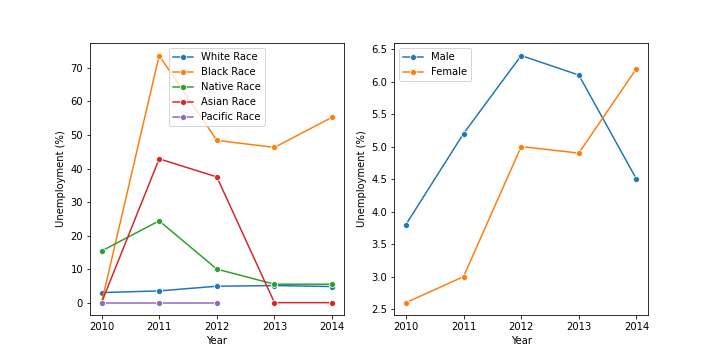 White Race
Black Race
Native Race
Asian Race
Pacific Race
70
60
50
40
30
20
10
0
Unemployment (%)
2010 2011 2012 2013 2014
Year
Male
Female
6.5
6.0
5.5
5.0
4.5
4.0
3.5
3.0
2.5
Unemployment (%)
2010 2011 2012 2013 2014
Year